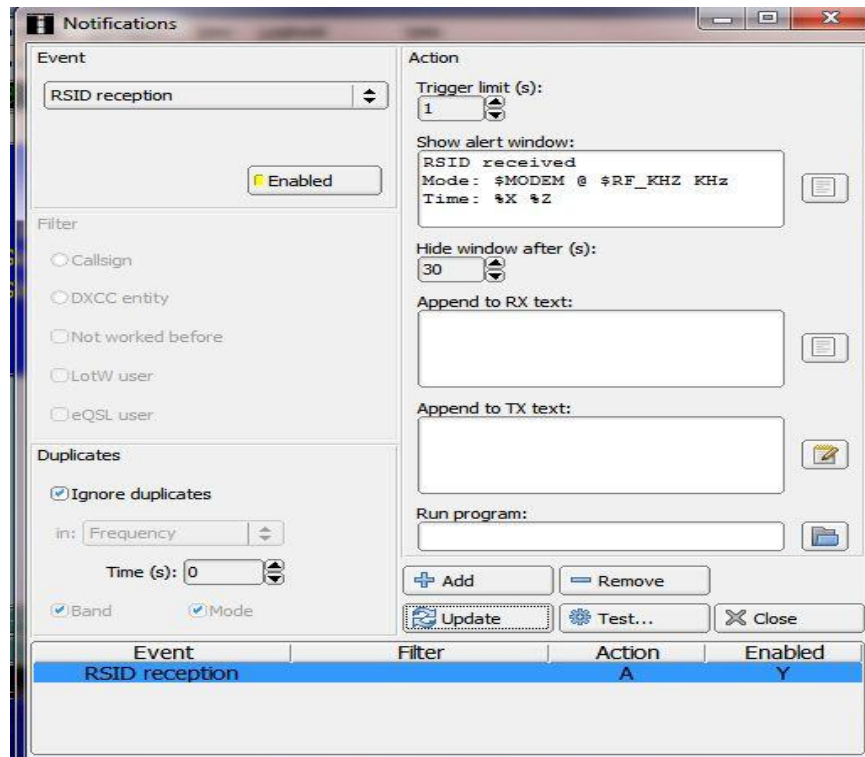 Notifications
Event
RSID reception
Enabled
Filter
Callsign
DXCC entity
Not worked before
LotW user
eQSL user
Duplicates
Ignore duplicates
in: Frequency
Time (s): 0
Band Mode
Action
Trigger limit (s):
1
Show alert window:
RSID received
Mode: $MODEM @ $RF_KHZ KHz
Time: %X %Z
Hide window after (s):
30
Append to RX text:
Append to TX text:
Run program:
Add Remove
Update Test... Close
Event Filter Action Enabled
RSID reception A Y